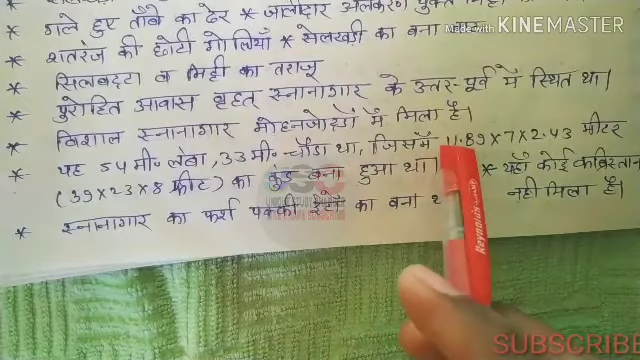 * गले हुए ताँबे का ढेर * जालीदार अलंकरण युक्त मिट्टी
Made with KINEMASTER
* शतरंज की छोटी गोलियाँ * सेलखड़ी का बना
* सिलबट्टा व मिट्टी का तराजू
* पुरोहित आवास वृहत् स्नानागार के उत्तर-पूर्व में स्थित था।
* विशाल स्नानागार मोहनजोदड़ों में मिला है।
* यह 54 मी० लंबा, 33 मी० चौड़ा था, जिसमें 11.89 X 7 X 2.43 मीटर
(39 X 23 X 8 फ़ीट) का कुंड बना हुआ था। * यहाँ कोई कब्रिस्तान नही मिला है।
* स्नानागार का फर्श पक्की ईंटों का बना
Reynolds
SUBSCRIBE